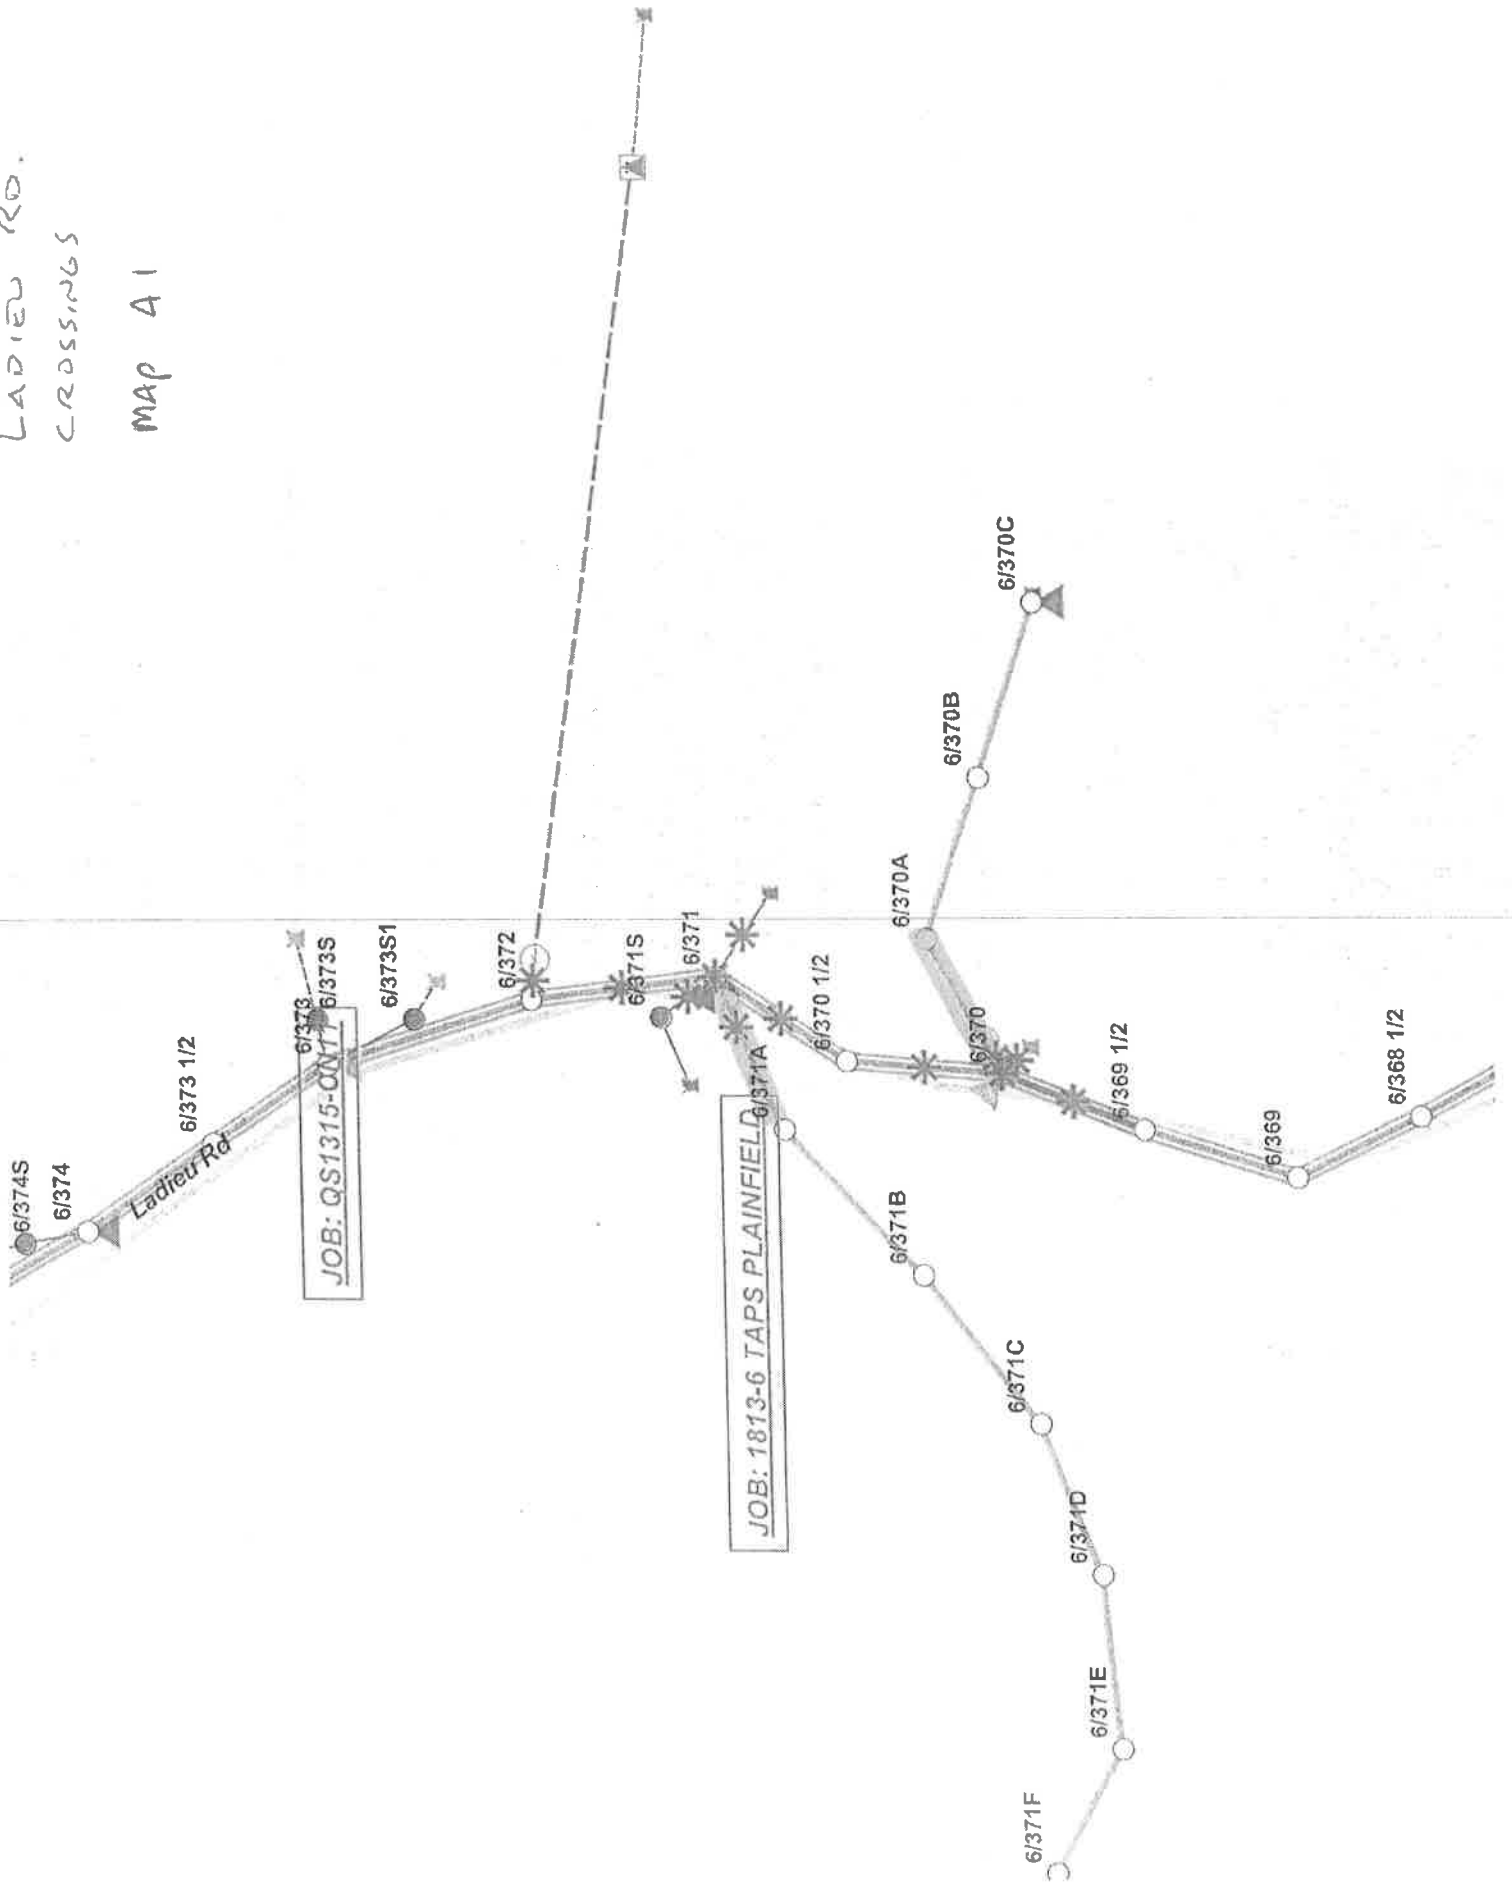 LADIEU RD.
CROSSINGS
MAP A1
6/374S
6/374
Ladieu Rd
6/373 1/2
6/373
6/373S
JOB: QS1315-ON17
6/373S1
6/372
6/371S
6/371
6/371A
JOB: 1813-6 TAPS PLAINFIELD
6/370 1/2
6/370A
6/370B
6/370C
6/370
6/369 1/2
6/369
6/368 1/2
6/371B
6/371C
6/371D
6/371E
6/371F